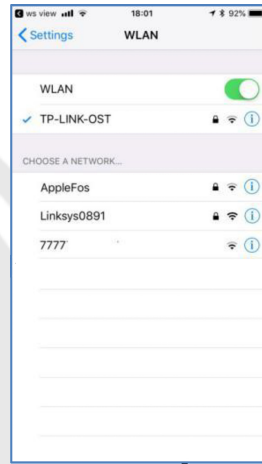 ws view 18:01 92%
Settings WLAN
WLAN
TP-LINK-OST
CHOOSE A NETWORK...
AppleFos
Linksys0891
7777